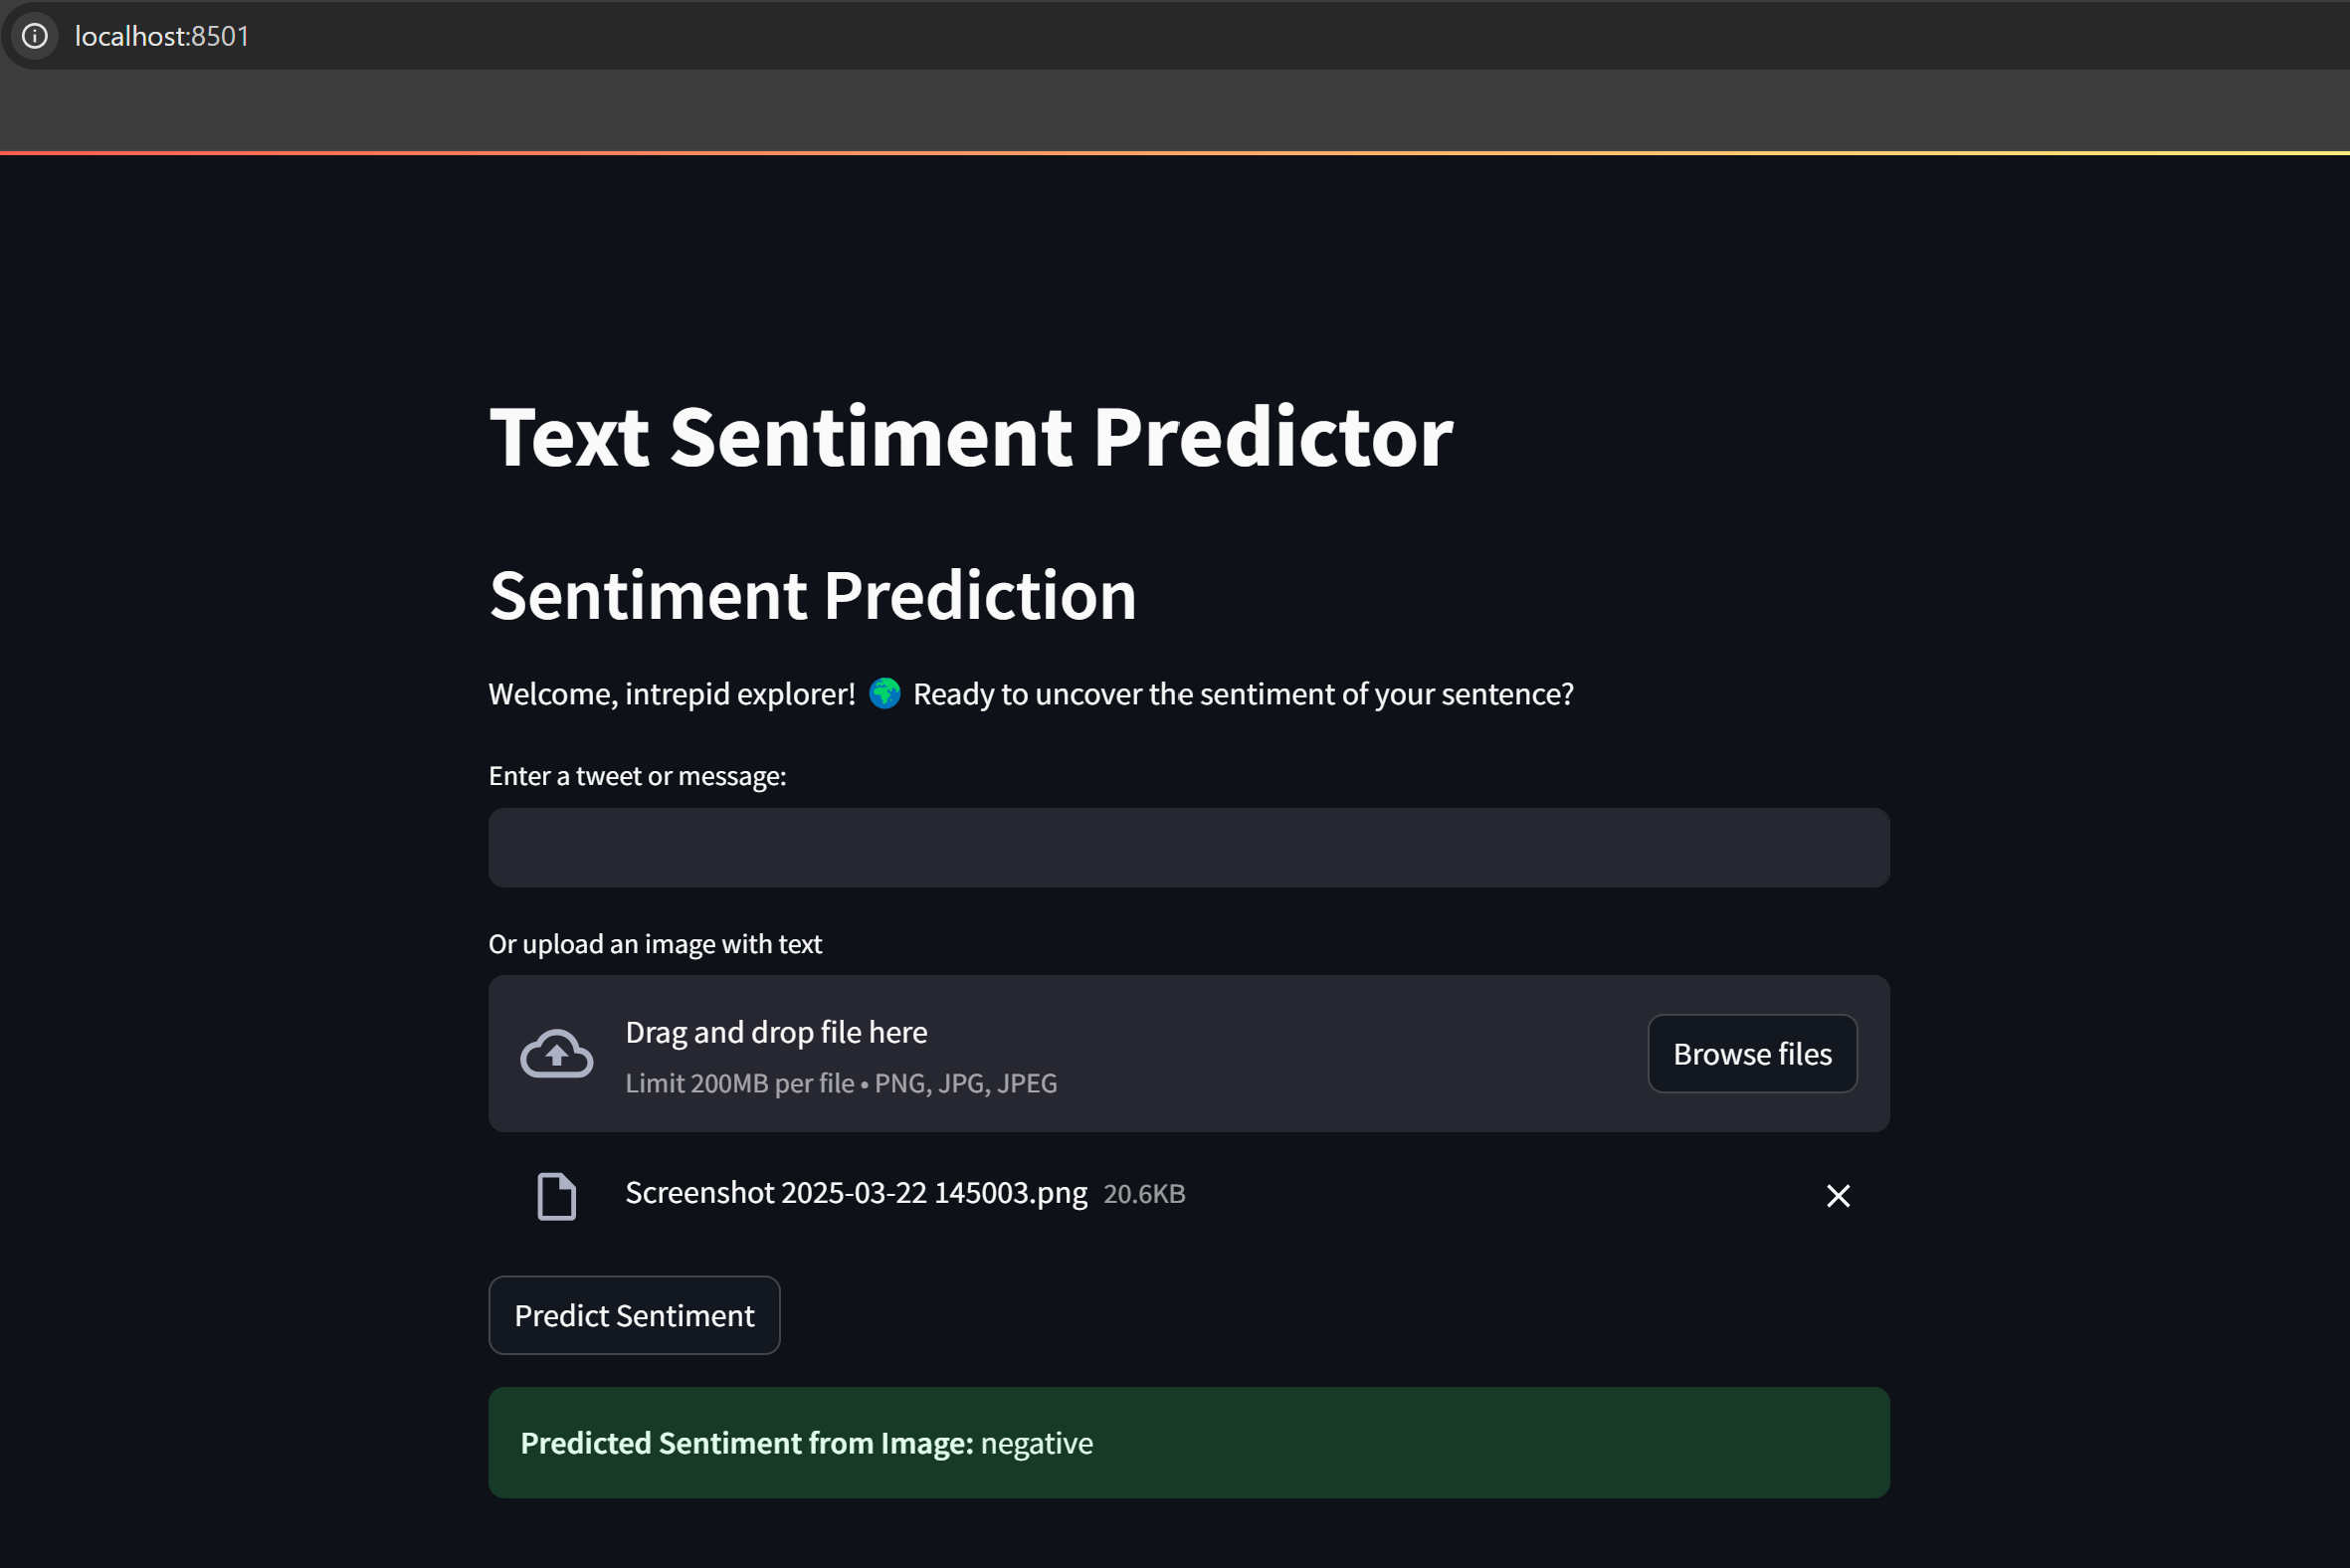 localhost:8501
Text Sentiment Predictor
Sentiment Prediction
Welcome, intrepid explorer! 🌍 Ready to uncover the sentiment of your sentence?
Enter a tweet or message:
Or upload an image with text
Drag and drop file here
Limit 200MB per file • PNG, JPG, JPEG
Browse files
Screenshot 2025-03-22 145003.png 20.6KB
Predict Sentiment
Predicted Sentiment from Image: negative